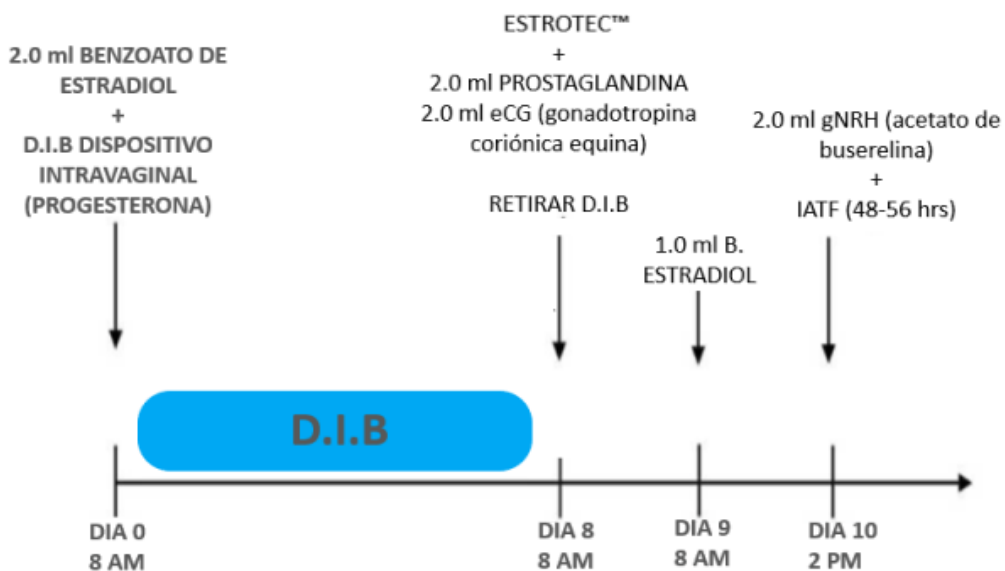 2.0 ml BENZOATO DE
ESTRADIOL
+
D.I.B DISPOSITIVO
INTRAVAGINAL
(PROGESTERONA)
ESTROTEC™
+
2.0 ml PROSTAGLANDINA
2.0 ml eCG (gonadotropina
coriónica equina)
RETIRAR D.I.B
1.0 ml B.
ESTRADIOL
2.0 ml gNRH (acetato de
buserelina)
+
IATF (48-56 hrs)
D.I.B
DIA 0
8 AM
DIA 8
8 AM
DIA 9
8 AM
DIA 10
2 PM